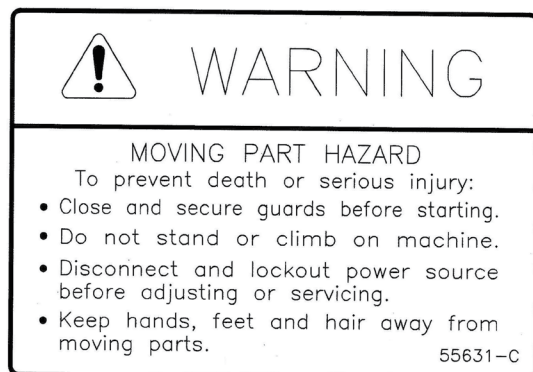 WARNING
MOVING PART HAZARD
To prevent death or serious injury:
• Close and secure guards before starting.
• Do not stand or climb on machine.
• Disconnect and lockout power source
before adjusting or servicing.
• Keep hands, feet and hair away from
moving parts.
55631-C